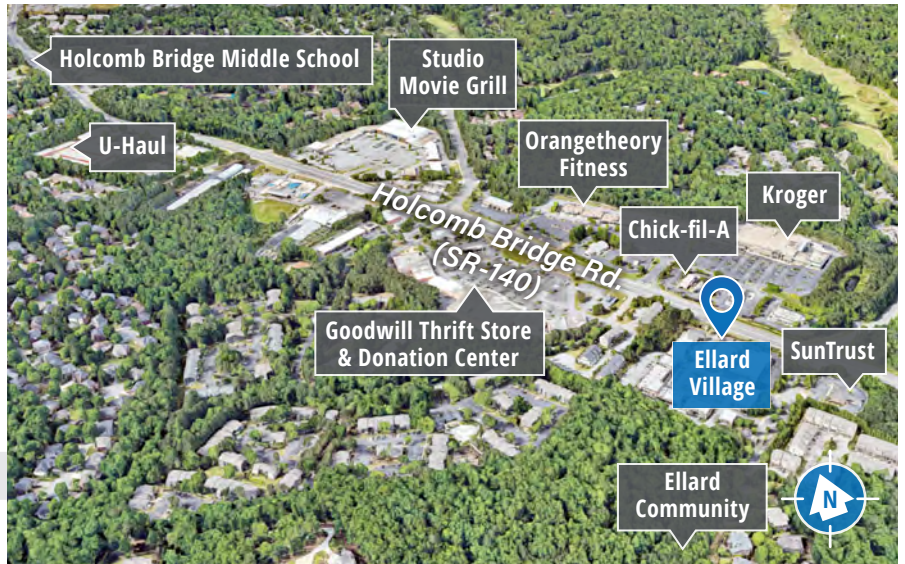 Holcomb Bridge Middle School
Studio
Movie Grill
U-Haul
Orangetheory
Fitness
Kroger
Chick-fil-A
Holcomb Bridge Rd.
(SR-140)
Goodwill Thrift Store
& Donation Center
Ellard
Village
SunTrust
Ellard
Community
N